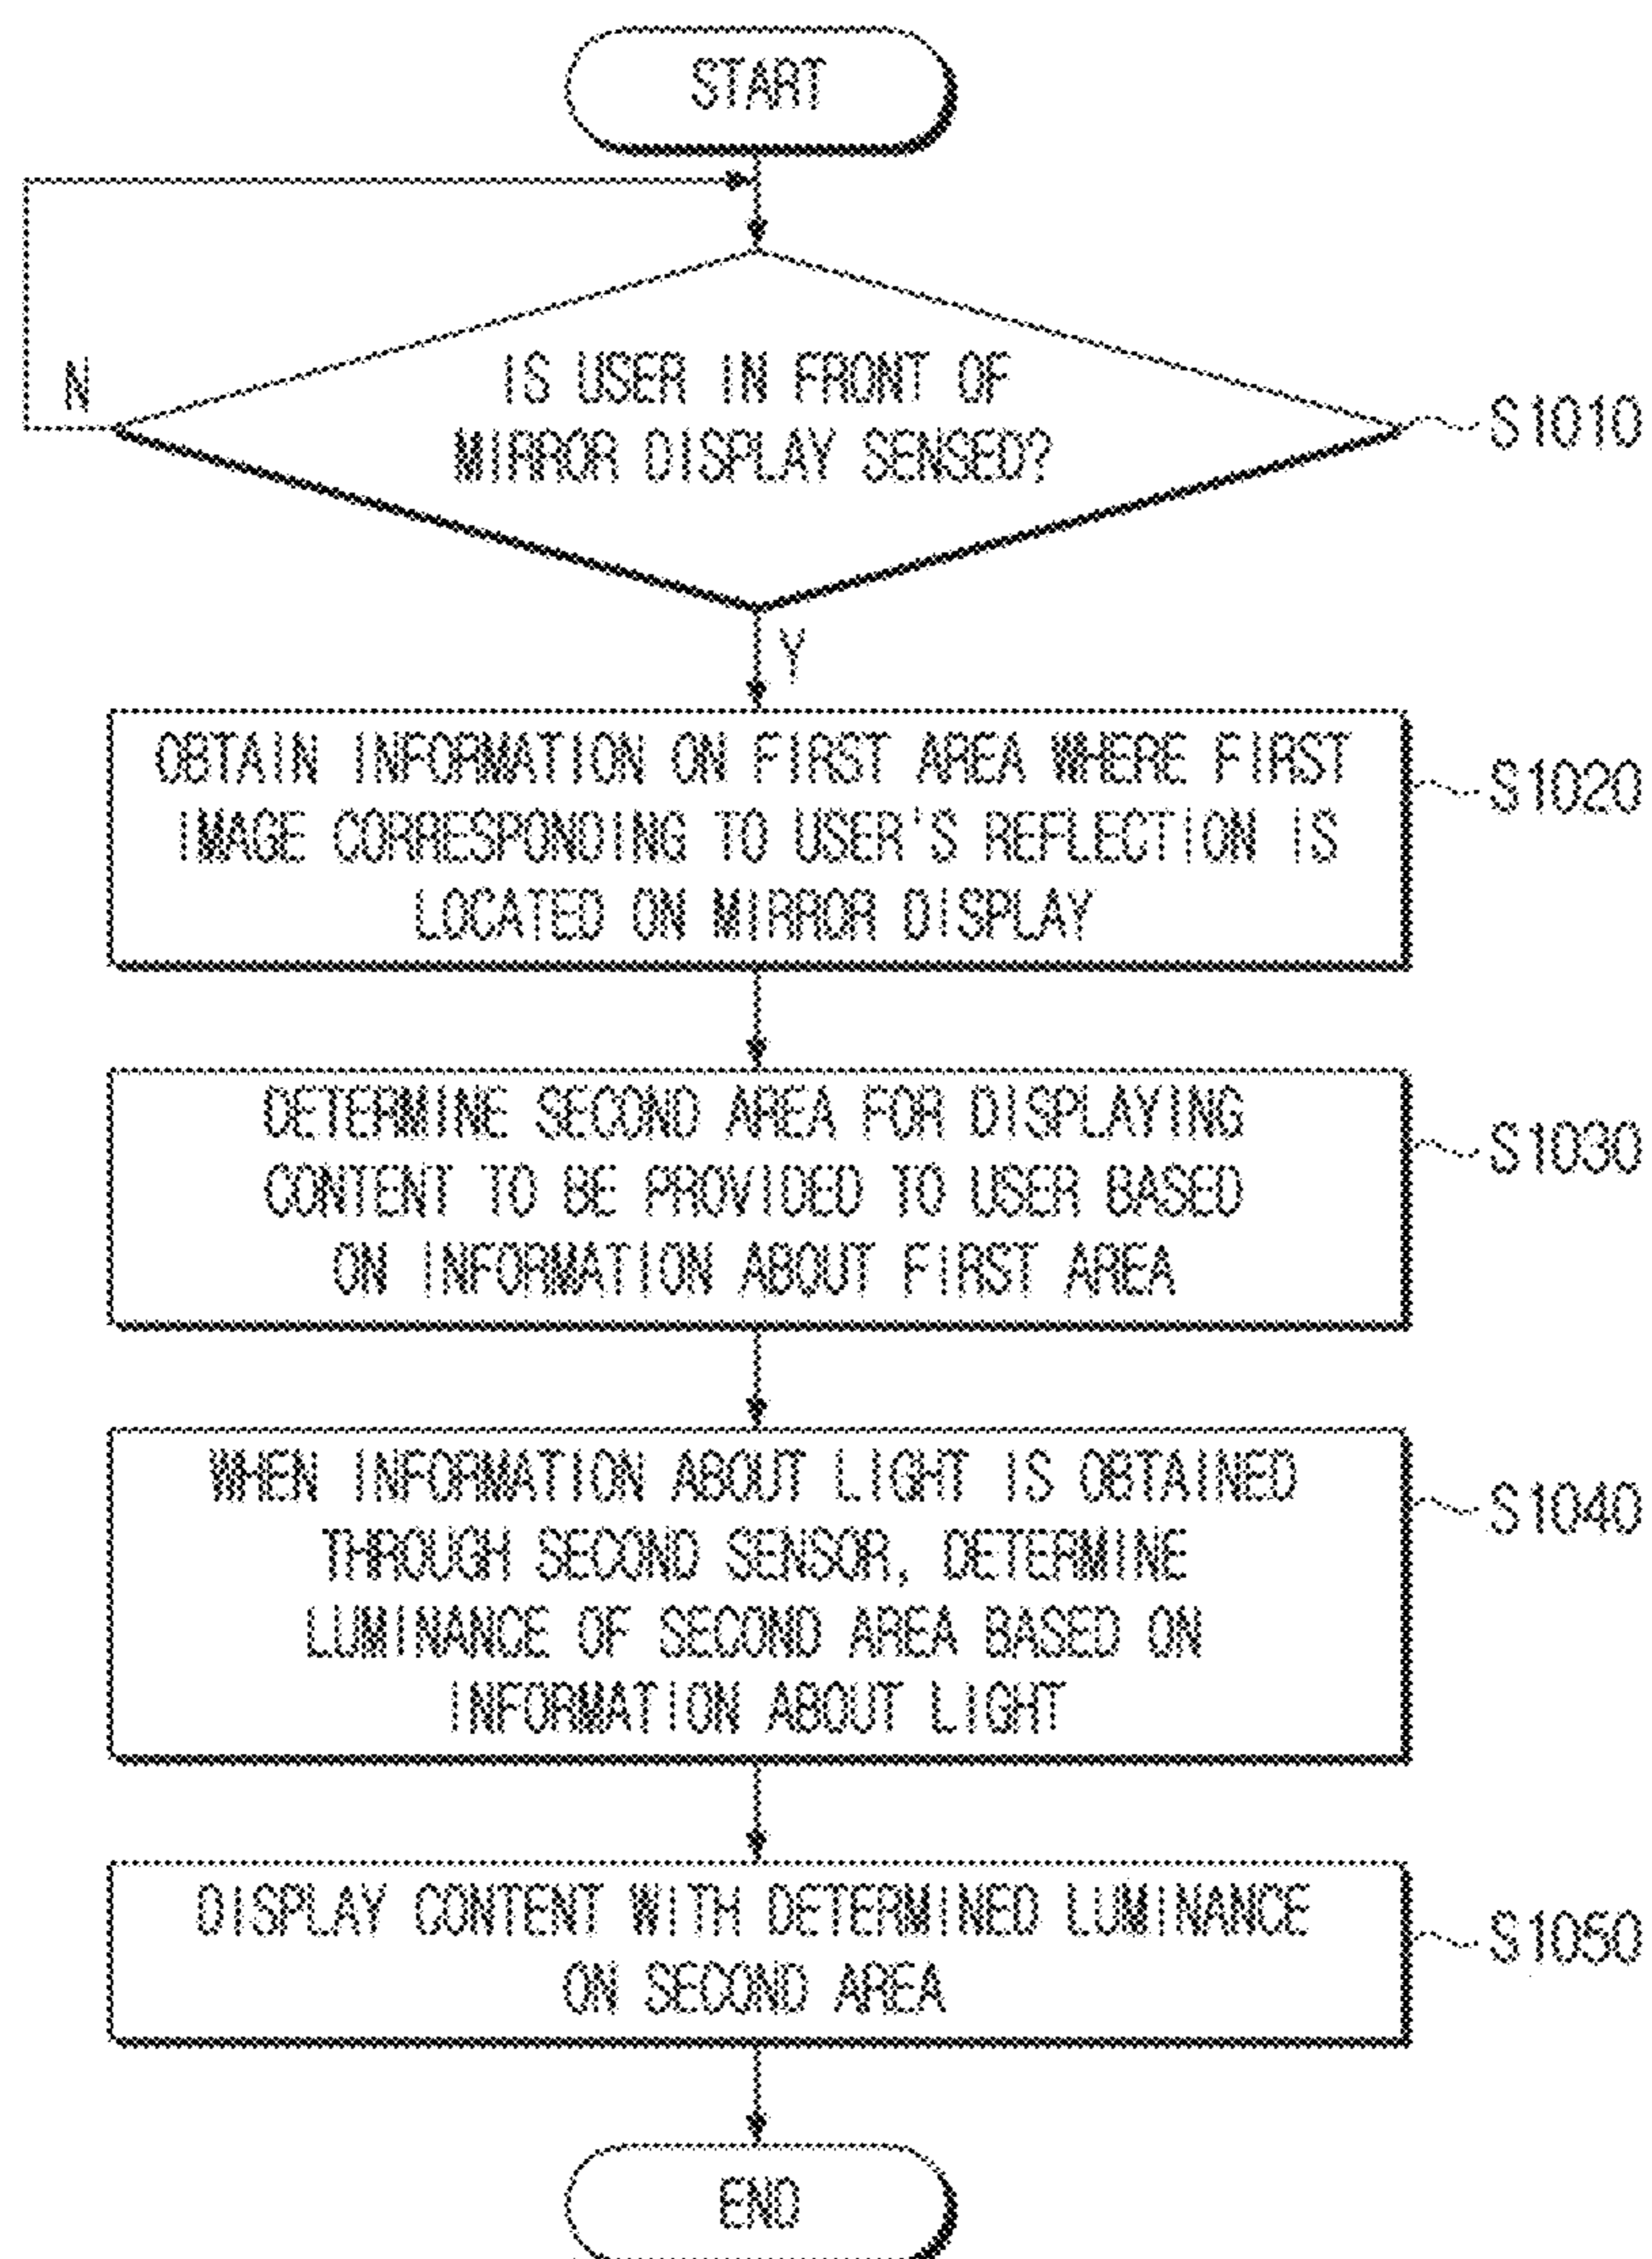 START
N
IS USER IN FRONT OF
MIRROR DISPLAY SENSED?
S1010
Y
OBTAIN INFORMATION ON FIRST AREA WHERE FIRST
IMAGE CORRESPONDING TO USER'S REFLECTION IS
LOCATED ON MIRROR DISPLAY
S1020
DETERMINE SECOND AREA FOR DISPLAYING
CONTENT TO BE PROVIDED TO USER BASED
ON INFORMATION ABOUT FIRST AREA
S1030
WHEN INFORMATION ABOUT LIGHT IS OBTAINED
THROUGH SECOND SENSOR, DETERMINE
LUMINANCE OF SECOND AREA BASED ON
INFORMATION ABOUT LIGHT
S1040
DISPLAY CONTENT WITH DETERMINED LUMINANCE
ON SECOND AREA
S1050
END